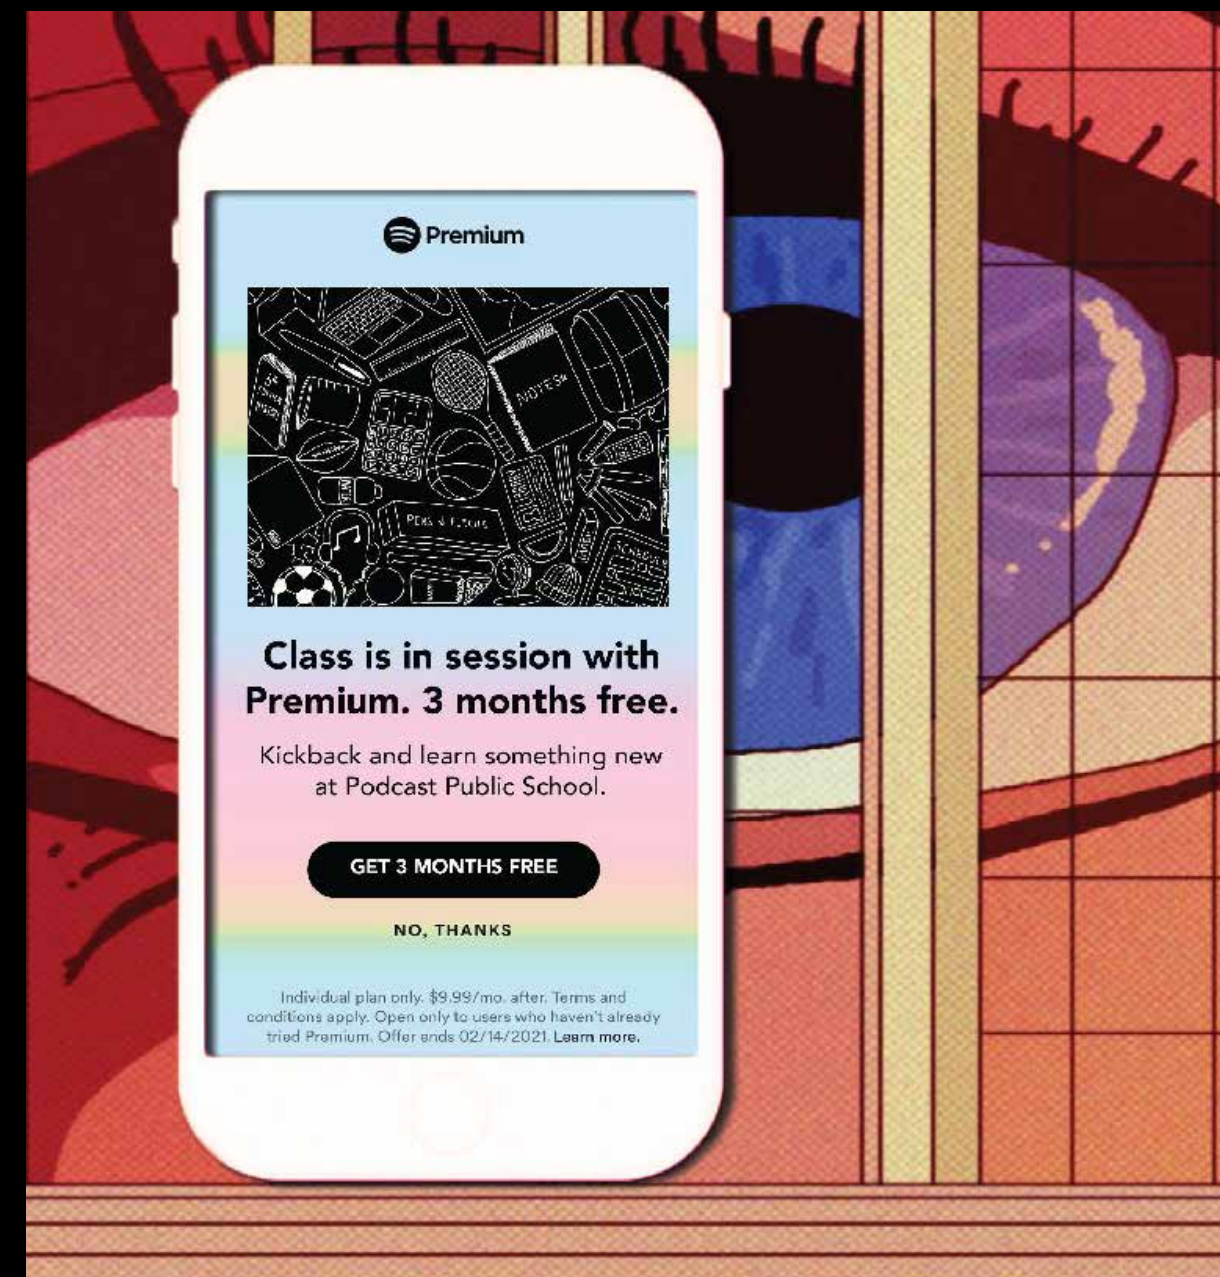 Premium
NOTES
PENS &
Class is in session with
Premium. 3 months free.
Kickback and learn something new
at Podcast Public School.
GET 3 MONTHS FREE
NO, THANKS
Individual plan only. $9.99/mo. after. Terms and
conditions apply. Open only to users who haven't already
tried Premium. Offer ends 02/14/2021. Learn more.